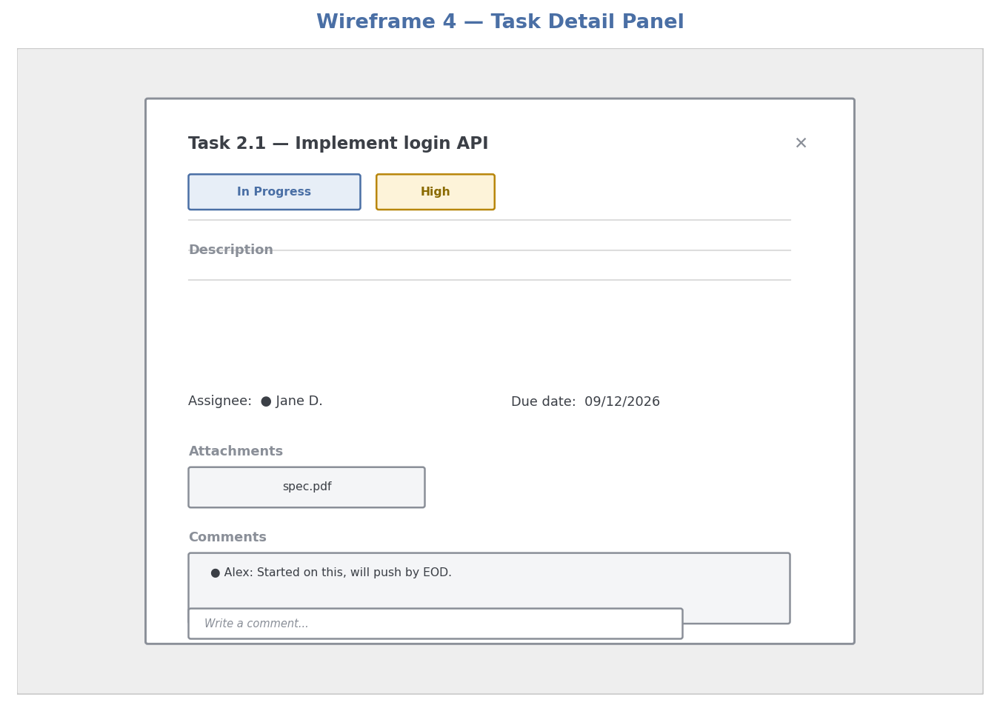 Wireframe 4 — Task Detail Panel
Task 2.1 — Implement login API ✕
In Progress High
Description
Assignee: ● Jane D. Due date: 09/12/2026
Attachments
spec.pdf
Comments
● Alex: Started on this, will push by EOD.
Write a comment...